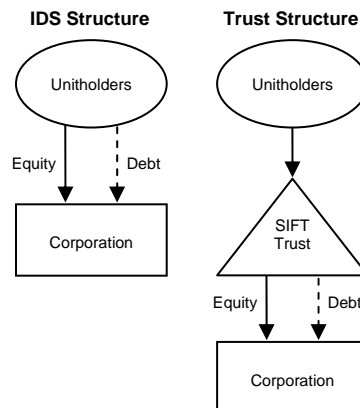 IDS Structure
Unitholders
Equity
Debt
Corporation
Trust Structure
Unitholders
SIFT
Trust
Equity
Debt
Corporation